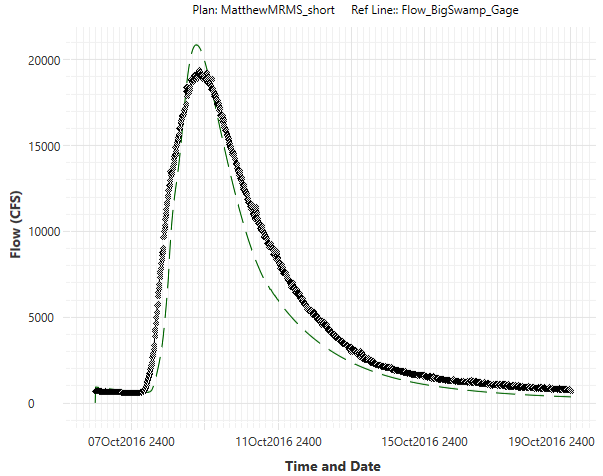 Plan: MatthewMRMS_short Ref Line:: Flow_BigSwamp_Gage
20000
15000
10000
5000
0
Flow (CFS)
07Oct2016 2400 11Oct2016 2400 15Oct2016 2400 19Oct2016 2400
Time and Date